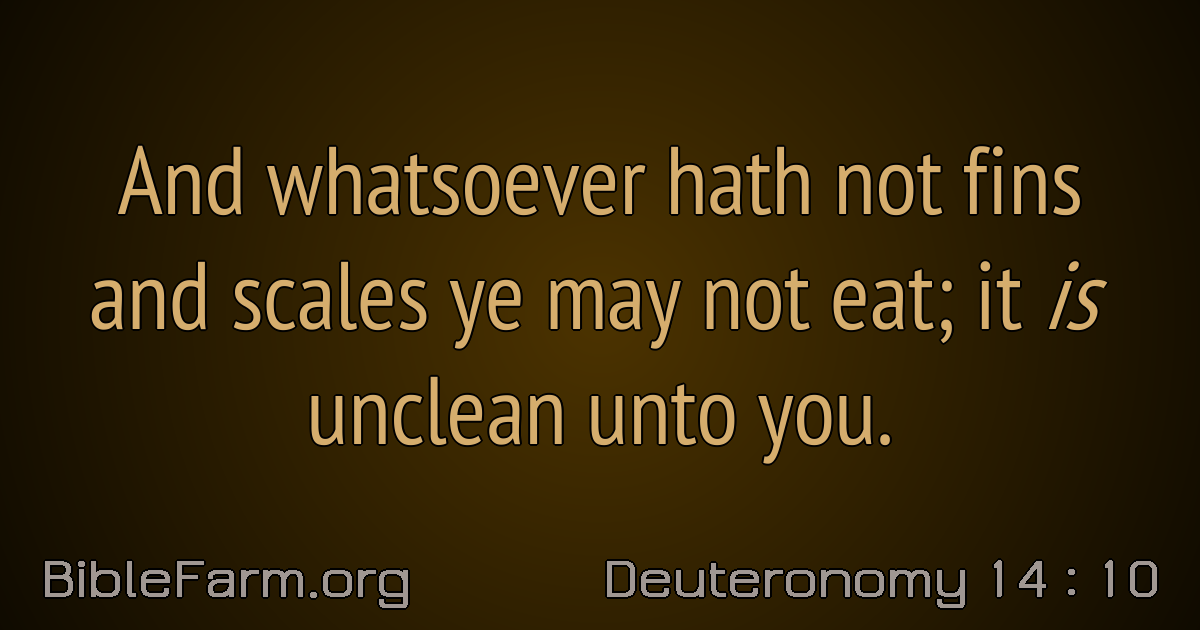 And whatsoever hath not fins
and scales ye may not eat; it is
unclean unto you.
BibleFarm.org
Deuteronomy 14 : 10